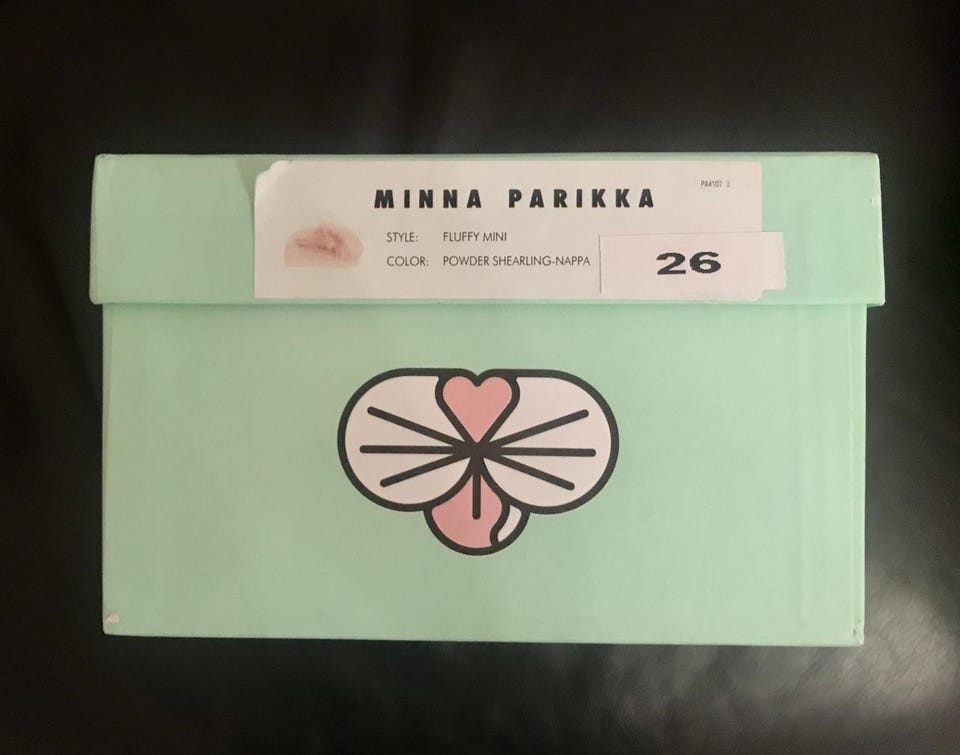 MINNA PARIKKA
PA4107 3
STYLE: FLUFFY MINI
COLOR: POWDER SHEARLING-NAPPA
26